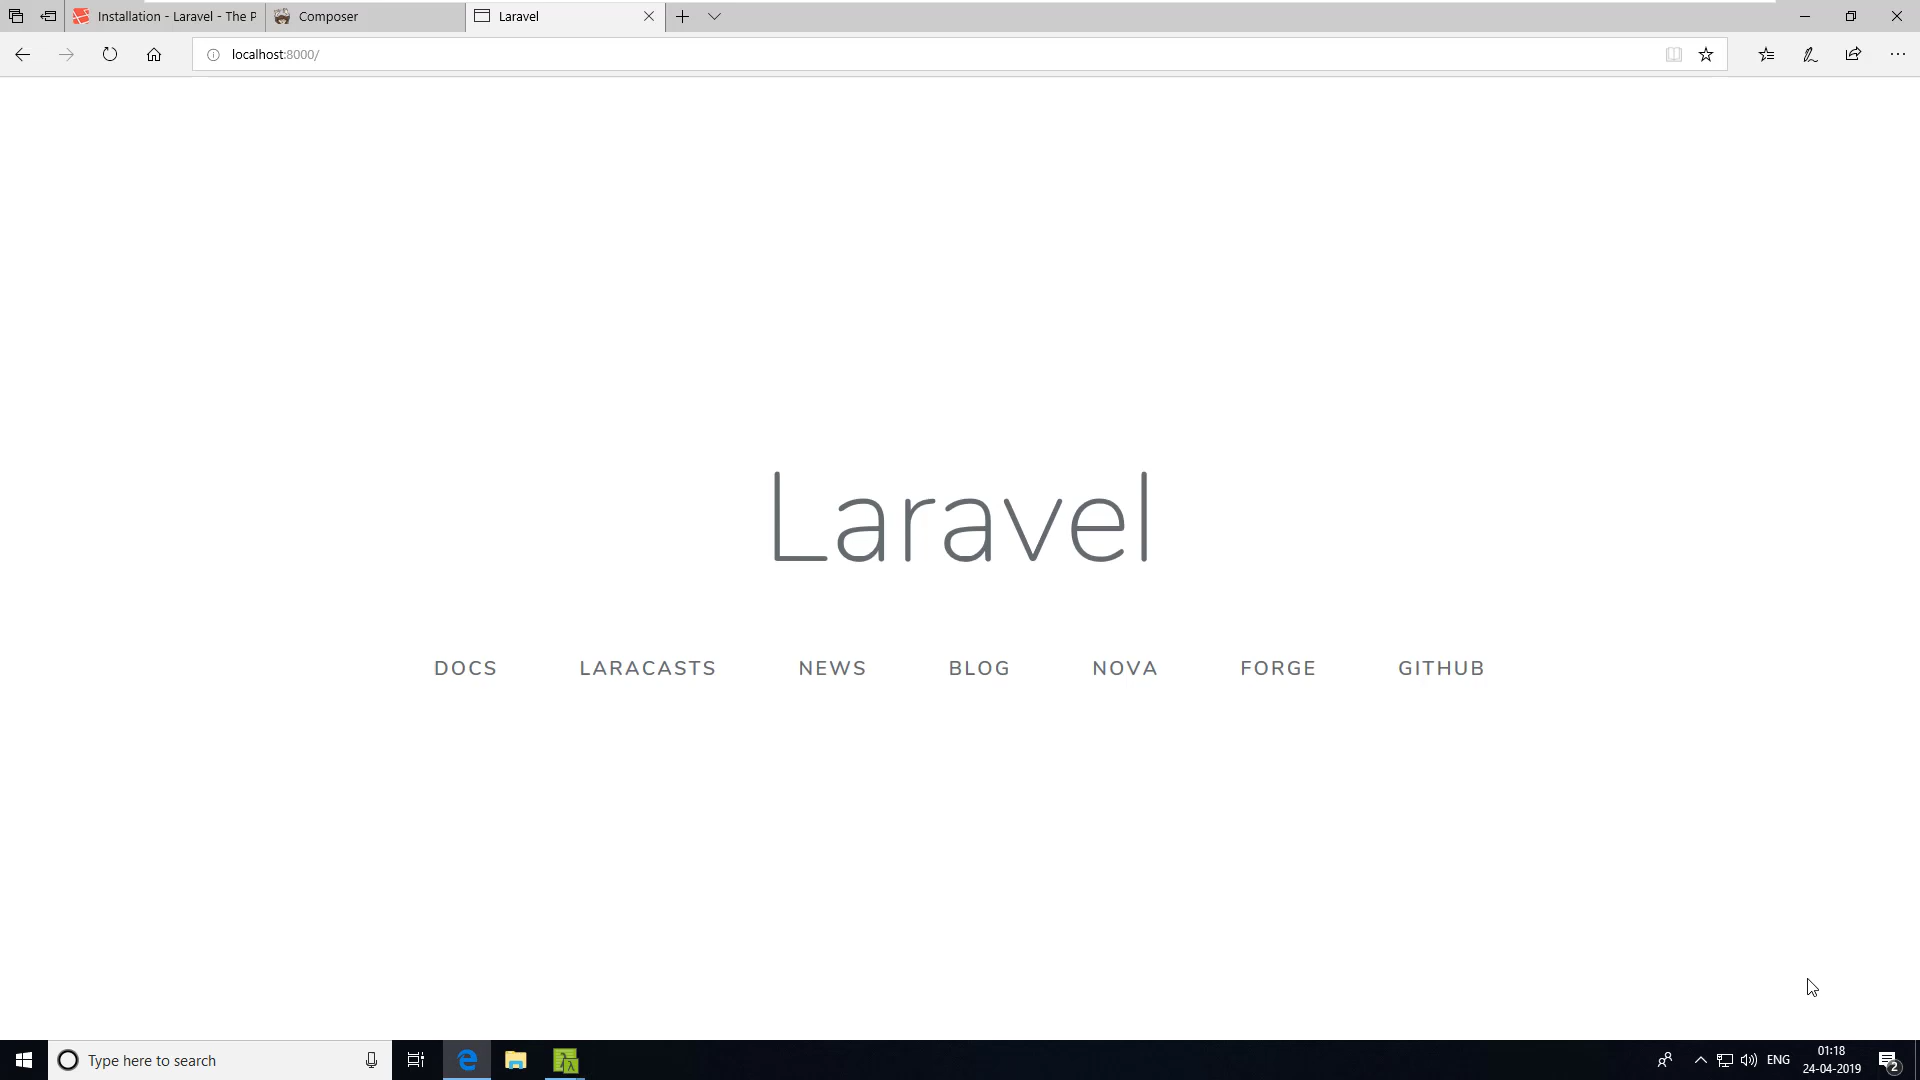 Installation - Laravel - The P
Composer
Laravel
localhost:8000/
Laravel
DOCS LARACASTS NEWS BLOG NOVA FORGE GITHUB
Type here to search
ENG
01:18
24-04-2019
2